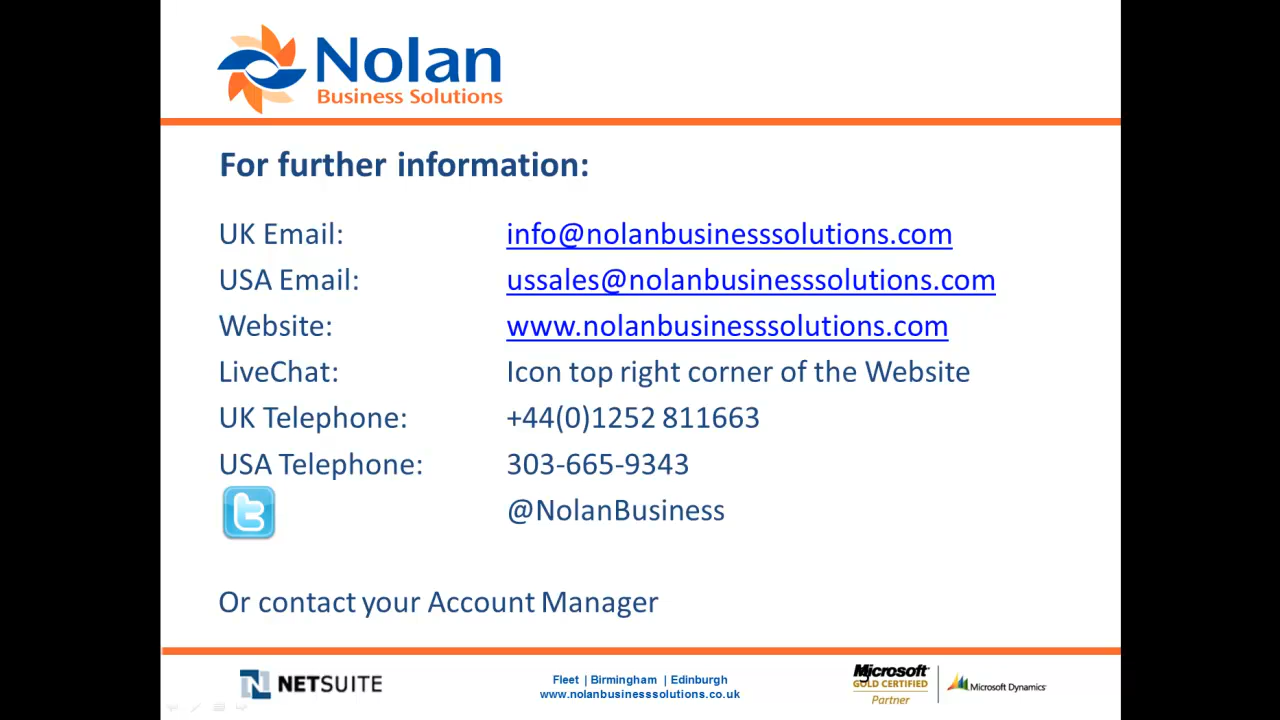 Nolan
Business Solutions
For further information:
UK Email: info@nolanbusinesssolutions.com
USA Email: ussales@nolanbusinesssolutions.com
Website: www.nolanbusinesssolutions.com
LiveChat: Icon top right corner of the Website
UK Telephone: +44(0)1252 811663
USA Telephone: 303-665-9343
t @NolanBusiness
Or contact your Account Manager
N NETSUITE
Fleet | Birmingham | Edinburgh
www.nolanbusinesssolutions.co.uk
Microsoft
GOLD CERTIFIED
Partner
Microsoft Dynamics